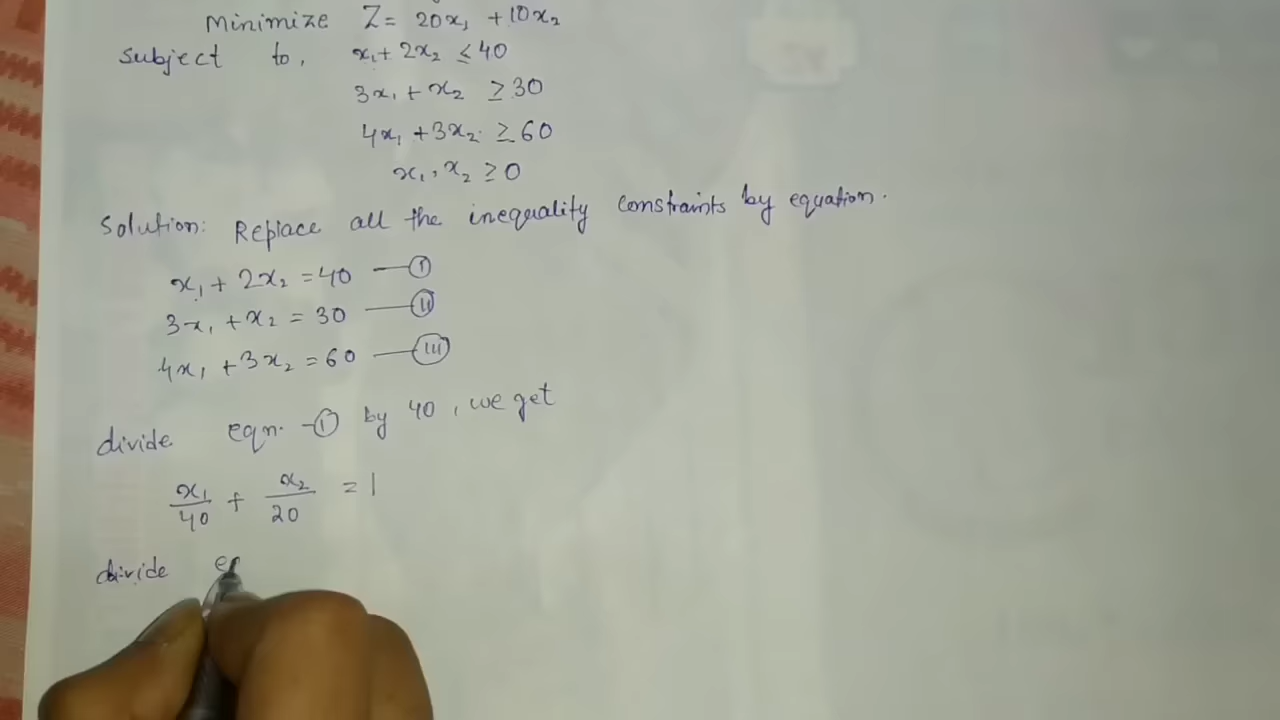 Minimize Z = 20x₁ + 10x₂
Subject to, x₁ + 2x₂ ≤ 40
3x₁ + x₂ ≥ 30
4x₁ + 3x₂ ≥ 60
x₁, x₂ ≥ 0
Solution: Replace all the inequality constraints by equation.
x₁ + 2x₂ = 40 — (I)
3x₁ + x₂ = 30 — (II)
4x₁ + 3x₂ = 60 — (III)
divide eqn. - (I) by 40, we get
x₁/40 + x₂/20 = 1
divide